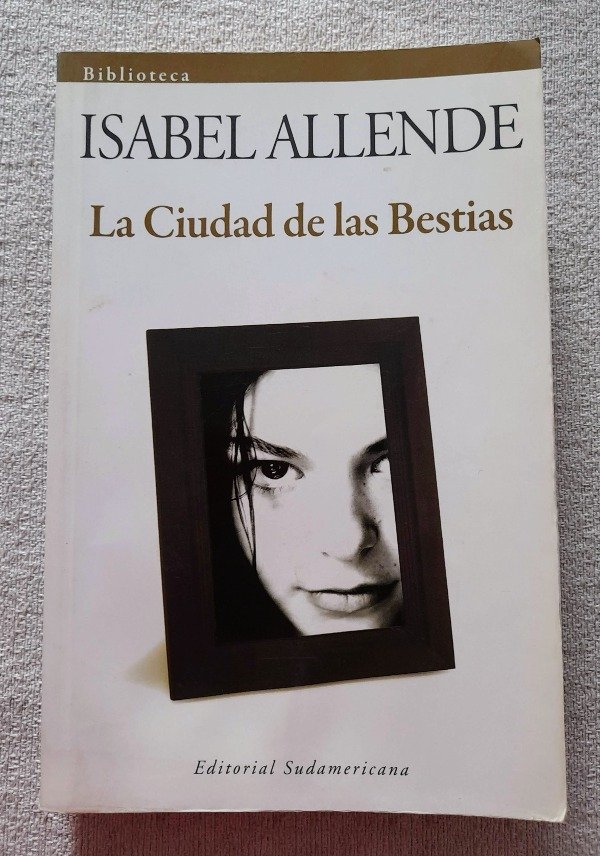 Biblioteca
ISABEL ALLENDE
La Ciudad de las Bestias
Editorial Sudamericana